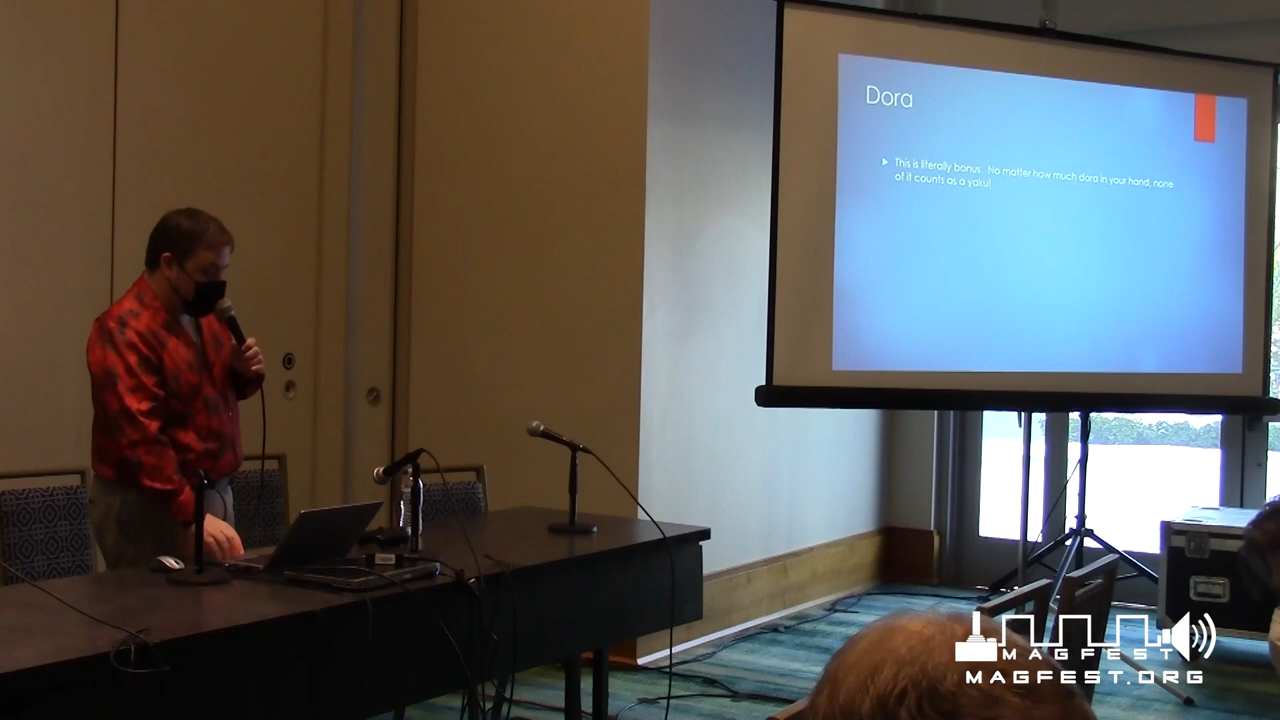 Dora
This is literally bonus. No matter how much dora in your hand, none
of it counts as a yaku!
MAGFEST
MAGFEST.ORG